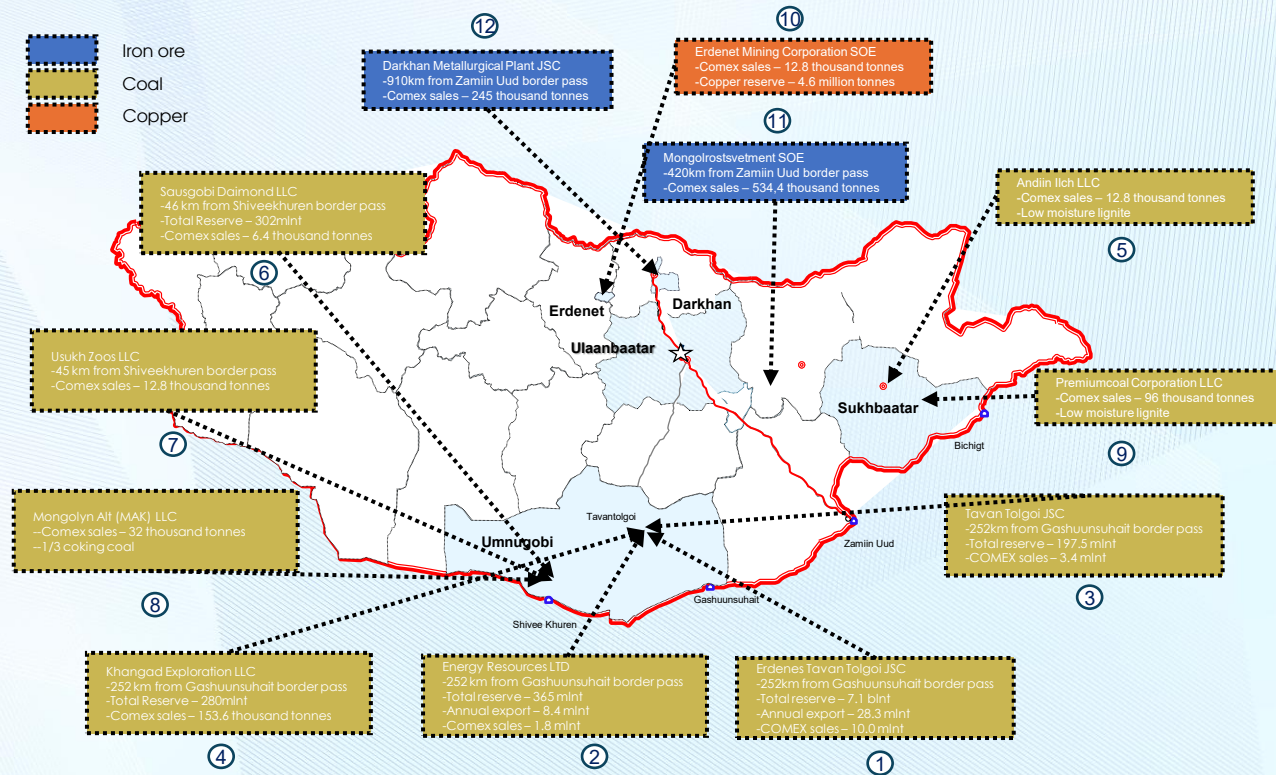 12
10
Iron ore
Coal
Copper
Darkhan Metallurgical Plant JSC
-910km from Zamiin Uud border pass
-Comex sales – 245 thousand tonnes
Erdenet Mining Corporation SOE
-Comex sales – 12.8 thousand tonnes
-Copper reserve – 4.6 million tonnes
11
Mongolrostsvetment SOE
-420km from Zamiin Uud border pass
-Comex sales – 534,4 thousand tonnes
Sausgobi Daimond LLC
-46 km from Shiveekhuren border pass
-Total Reserve – 302mlnt
-Comex sales – 6.4 thousand tonnes
6
Andiin Ilch LLC
-Comex sales – 12.8 thousand tonnes
-Low moisture lignite
5
Erdenet
Darkhan
Ulaanbaatar
Usukh Zoos LLC
-45 km from Shiveekhuren border pass
-Comex sales – 12.8 thousand tonnes
7
Sukhbaatar
Bichigt
Premiumcoal Corporation LLC
-Comex sales – 96 thousand tonnes
-Low moisture lignite
9
Mongolyn Alt (MAK) LLC
--Comex sales – 32 thousand tonnes
--1/3 coking coal
8
Tavantolgoi
Umnugobi
Zamiin Uud
Gashuunsuhait
Shivee Khuren
Tavan Tolgoi JSC
-252km from Gashuunsuhait border pass
-Total reserve – 197.5 mlnt
-COMEX sales – 3.4 mlnt
3
Khangad Exploration LLC
-252 km from Gashuunsuhait border pass
-Total Reserve – 280mlnt
-Comex sales – 153.6 thousand tonnes
4
Energy Resources LTD
-252 km from Gashuunsuhait border pass
-Total reserve – 365 mlnt
-Annual export – 8.4 mlnt
-Comex sales – 1.8 mlnt
2
Erdenes Tavan Tolgoi JSC
-252km from Gashuunsuhait border pass
-Total reserve – 7.1 blnt
-Annual export – 28.3 mlnt
-COMEX sales – 10.0 mlnt
1